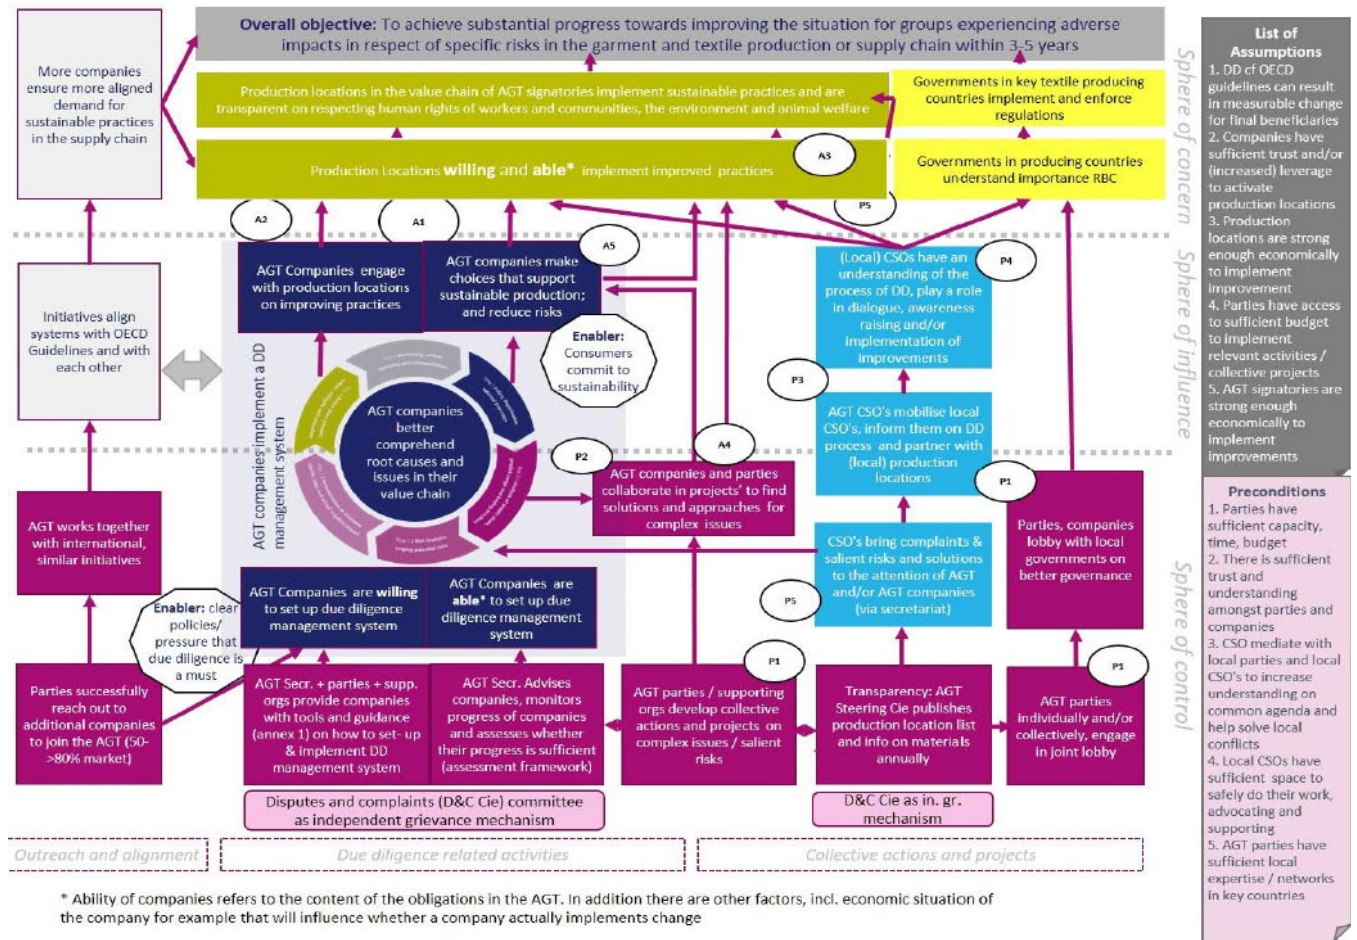 Overall objective: To achieve substantial progress towards improving the situation for groups experiencing adverse
impacts in respect of specific risks in the garment and textile production or supply chain within 3-5 years
More companies
ensure more aligned
demand for
sustainable practices
in the supply chain
Production locations in the value chain of AGT signatories implement sustainable practices and are
transparent on respecting human rights of workers and communities, the environment and animal welfare
Governments in key textile producing
countries implement and enforce
regulations
Production Locations willing and able* implement improved practices
A3
Governments in producing countries
understand importance RBC
Sphere of concern
A2
A1
A5
P5
P4
AGT Companies engage
with production locations
on improving practices
AGT companies make
choices that support
sustainable production;
and reduce risks
(Local) CSOs have an
understanding of the
process of DD, play a role
in dialogue, awareness
raising and/or
implementation of
improvements
Initiatives align
systems with OECD
Guidelines and with
each other
Enabler:
Consumers
commit to
sustainability
Sphere of influence
AGT companies implement a DD
management system
AGT companies
better
comprehend
root causes and
issues in their
value chain
P3
AGT CSO's mobilise local
CSO's, inform them on DD
process and partner with
(local) production
locations
A4
P2
P1
AGT works together
with international,
similar initiatives
AGT companies and parties
collaborate in projects' to find
solutions and approaches for
complex issues
Parties, companies
lobby with local
governments on
better governance
CSO's bring complaints &
salient risks and solutions
to the attention of AGT
and/or AGT companies
(via secretariat)
P5
Sphere of control
Enabler: clear
policies/
pressure that
due diligence is
a must
AGT Companies are willing
to set up due diligence
management system
AGT Companies are
able* to set up due
diligence management
system
P1
P1
Parties successfully
reach out to
additional companies
to join the AGT (50-
>80% market)
AGT Secr. + parties + supp.
orgs provide companies
with tools and guidance
(annex 1) on how to set- up
& implement DD
management system
AGT Secr. Advises
companies, monitors
progress of companies
and assesses whether
their progress is sufficient
(assessment framework)
AGT parties / supporting
orgs develop collective
actions and projects on
complex issues / salient
risks
Transparency: AGT
Steering Cie publishes
production location list
and info on materials
annually
AGT parties
individually and/or
collectively, engage
in joint lobby
Disputes and complaints (D&C Cie) committee
as independent grievance mechanism
D&C Cie as in. gr.
mechanism
Outreach and alignment
Due diligence related activities
Collective actions and projects
* Ability of companies refers to the content of the obligations in the AGT. In addition there are other factors, incl. economic situation of
the company for example that will influence whether a company actually implements change
List of
Assumptions
1. DD cf OECD
guidelines can result
in measurable change
for final beneficiaries
2. Companies have
sufficient trust and/or
(increased) leverage
to activate
production locations
3. Production
locations are strong
enough economically
to implement
improvement
4. Parties have access
to sufficient budget
to implement
relevant activities /
collective projects
5. AGT signatories are
strong enough
economically to
implement
improvements
Preconditions
1. Parties have
sufficient capacity,
time, budget
2. There is sufficient
trust and
understanding
amongst parties and
companies
3. CSO mediate with
local parties and local
CSO's to increase
understanding on
common agenda and
help solve local
conflicts
4. Local CSOs have
sufficient space to
safely do their work,
advocating and
supporting
5. AGT parties have
sufficient local
expertise / networks
in key countries